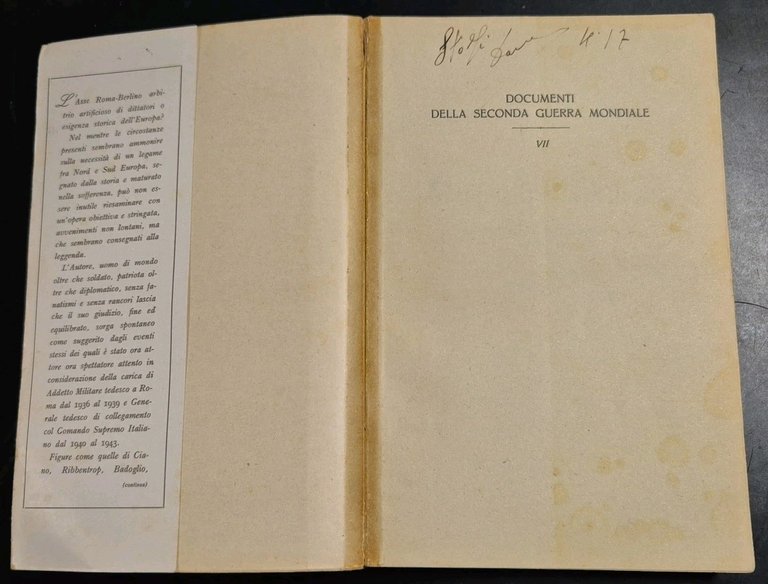 L'Asse Roma-Berlino arbi-
trio artificioso di dittatori o
esigenza storica dell'Europa?
Nel mentre le circostanze
presenti sembrano ammonire
sulla necessità di un legame
fra Nord e Sud Europa, se-
gnato dalla storia e maturato
nella sofferenza, può non es-
sere inutile riesaminare con
un'opera obiettiva e stringata,
avvenimenti non lontani, ma
che sembrano consegnati alla
leggenda.
L'Autore, uomo di mondo
oltre che soldato, patriota ol-
tre che diplomatico, senza fa-
natismi e senza rancori lascia
che il suo giudizio, fine ed
equilibrato, sorga spontaneo
come suggerito dagli eventi
stessi dei quali è stato ora at-
tore ora spettatore attento in
considerazione della carica di
Addetto Militare tedesco a Ro-
ma dal 1936 al 1939 e Gene-
rale tedesco di collegamento
col Comando Supremo Italia-
no dal 1940 al 1943.
Figure come quelle di Cia-
no, Ribbentrop, Badoglio,
(continua)
DOCUMENTI
DELLA SECONDA GUERRA MONDIALE
VII